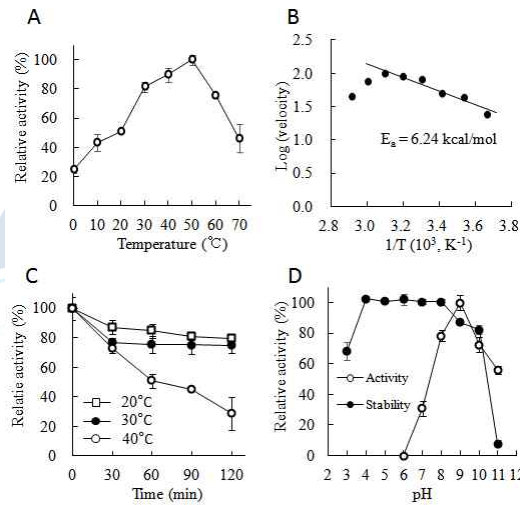 A
Relative activity (%)
100
80
60
40
20
0
0 10 20 30 40 50 60 70
Temperature (℃)
B
Log (velocity)
2.5
2.0
1.5
1.0
0.5
0.0
Ea = 6.24 kcal/mol
2.8 3.0 3.2 3.4 3.6 3.8
1/T (10³, K⁻¹)
C
Relatie activity (%)
100
80
60
40
20
0
20°C
30°C
40°C
0 30 60 90 120
Time (min)
D
Relative activity (%)
100
80
60
40
20
0
Activity
Stability
2 3 4 5 6 7 8 9 10 11 12
pH